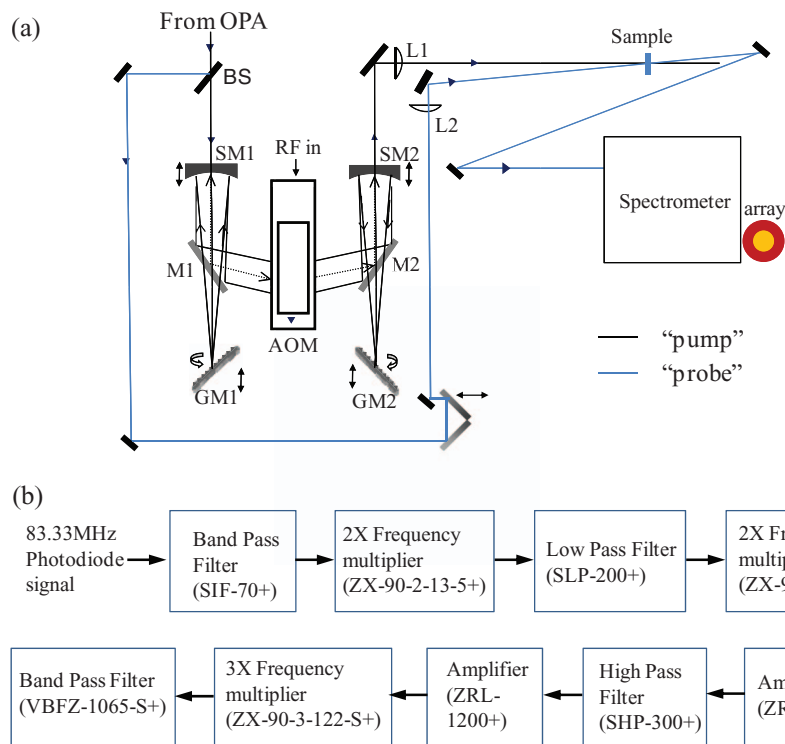 (a)
From OPA
BS
SM1
RF in
SM2
M1
M2
AOM
GM1
GM2
L1
L2
Sample
Spectrometer
array
“pump”
“probe”
(b)
83.33MHz
Photodiode
signal
Band Pass
Filter
(SIF-70+)
2X Frequency
multiplier
(ZX-90-2-13-5+)
Low Pass Filter
(SLP-200+)
2X
Band Pass Filter
(VBFZ-1065-S+)
3X Frequency
multiplier
(ZX-90-3-122-S+)
Amplifier
(ZRL-
1200+)
High Pass
Filter
(SHP-300+)